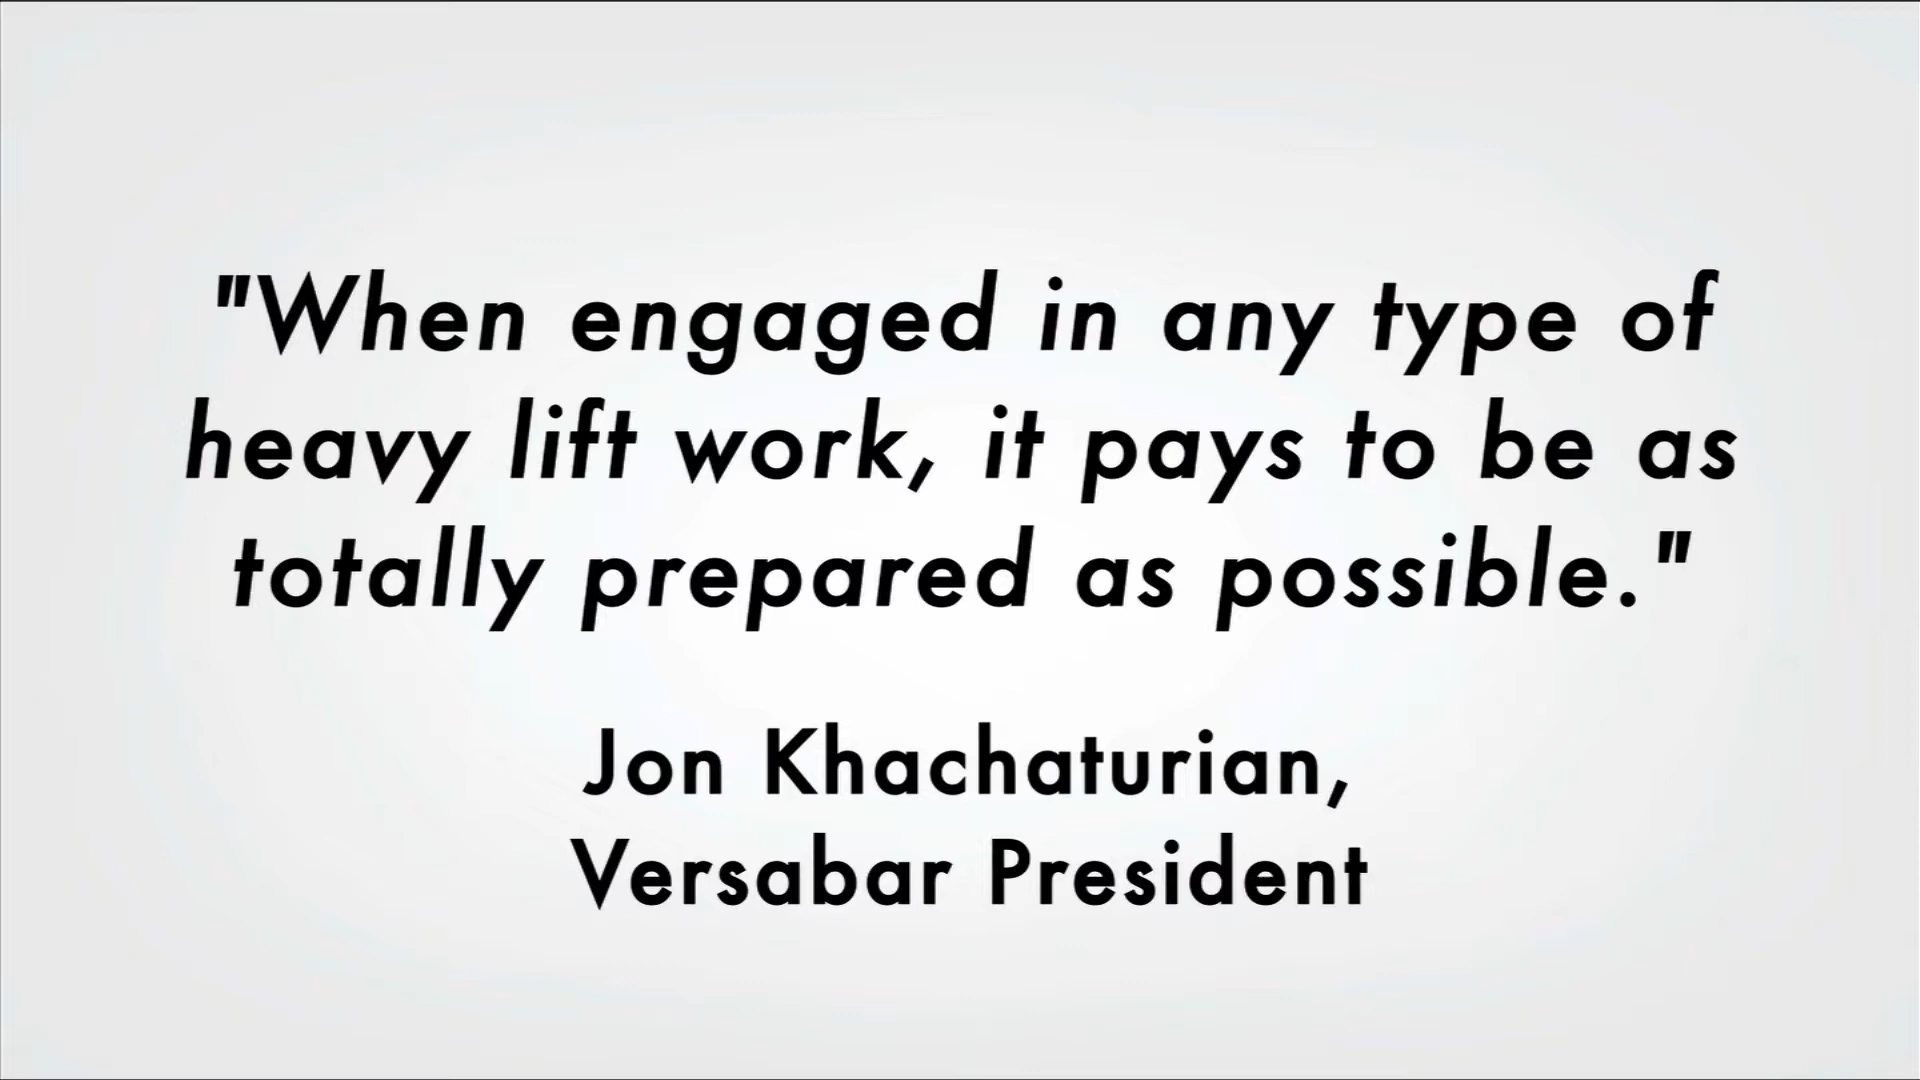 "When engaged in any type of
heavy lift work, it pays to be as
totally prepared as possible."
Jon Khachaturian,
Versabar President